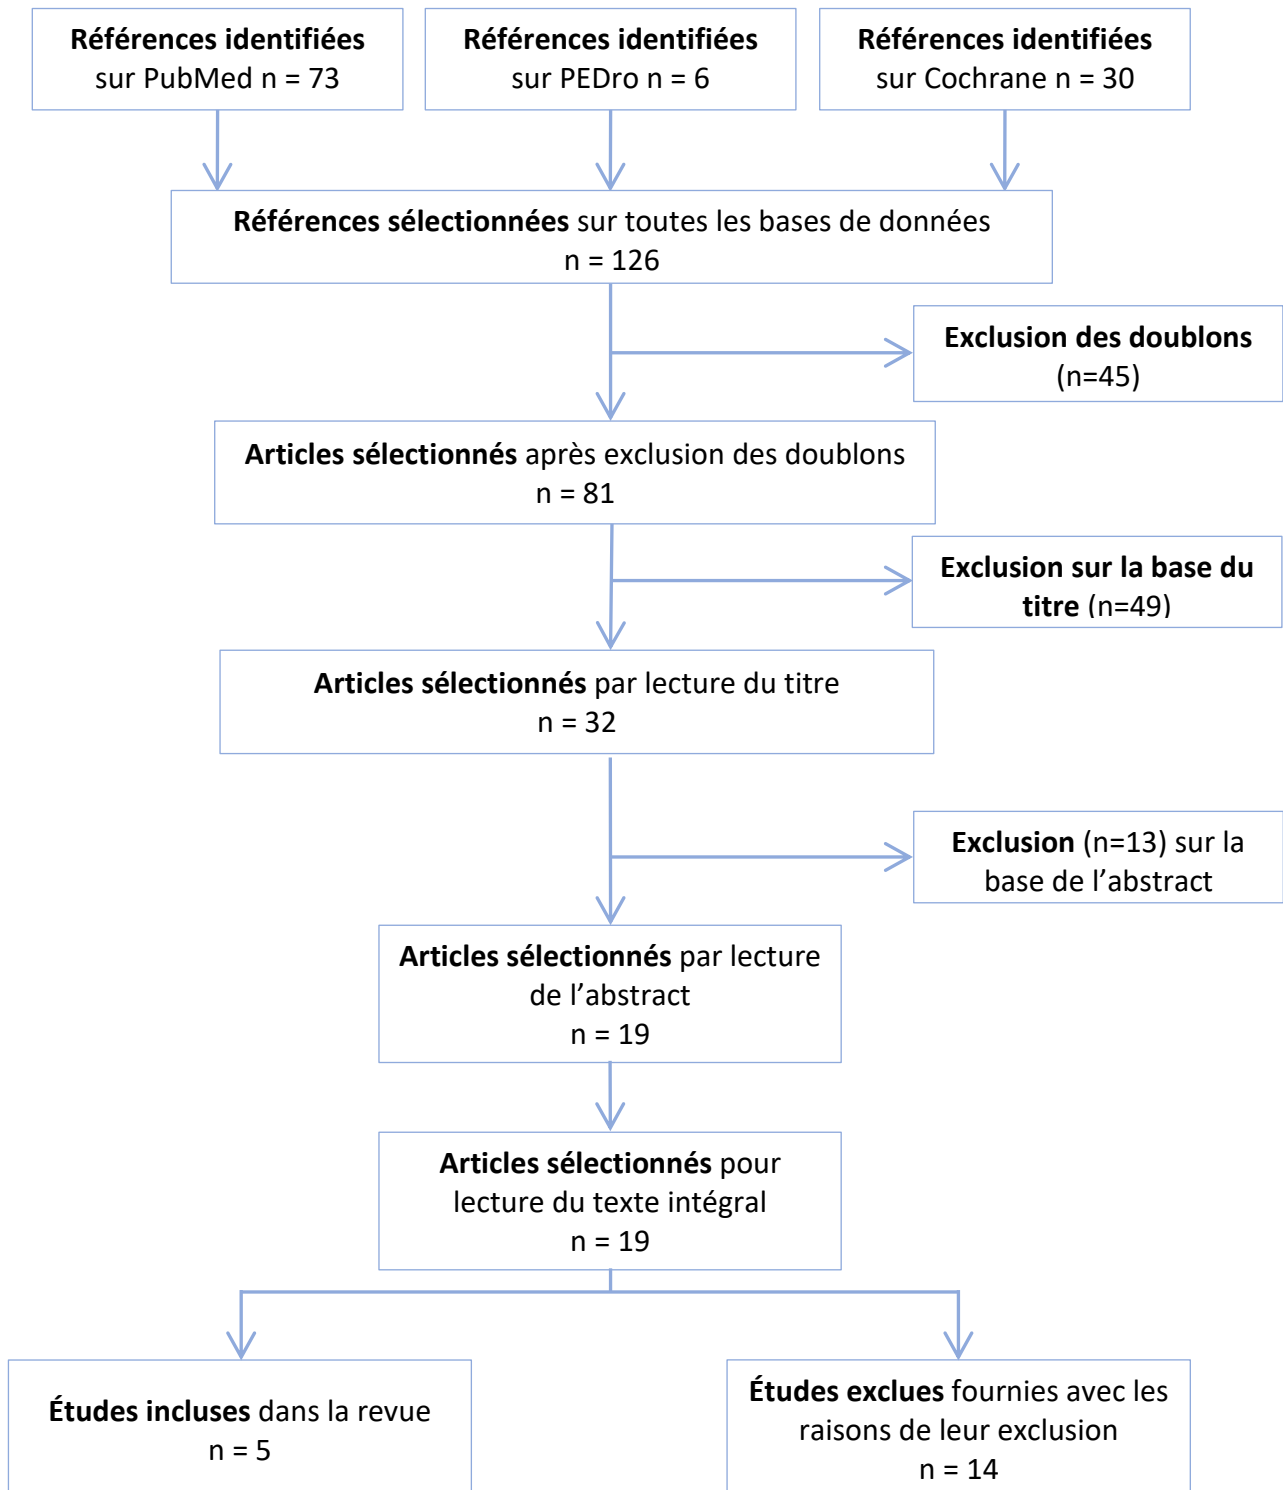 Références identifiées
sur PubMed n = 73
Références identifiées
sur PEDro n = 6
Références identifiées
sur Cochrane n = 30
Références sélectionnées sur toutes les bases de données
n = 126
Exclusion des doublons
(n=45)
Articles sélectionnés après exclusion des doublons
n = 81
Exclusion sur la base du
titre (n=49)
Articles sélectionnés par lecture du titre
n = 32
Exclusion (n=13) sur la
base de l’abstract
Articles sélectionnés par lecture
de l’abstract
n = 19
Articles sélectionnés pour
lecture du texte intégral
n = 19
Études incluses dans la revue
n = 5
Études exclues fournies avec les
raisons de leur exclusion
n = 14